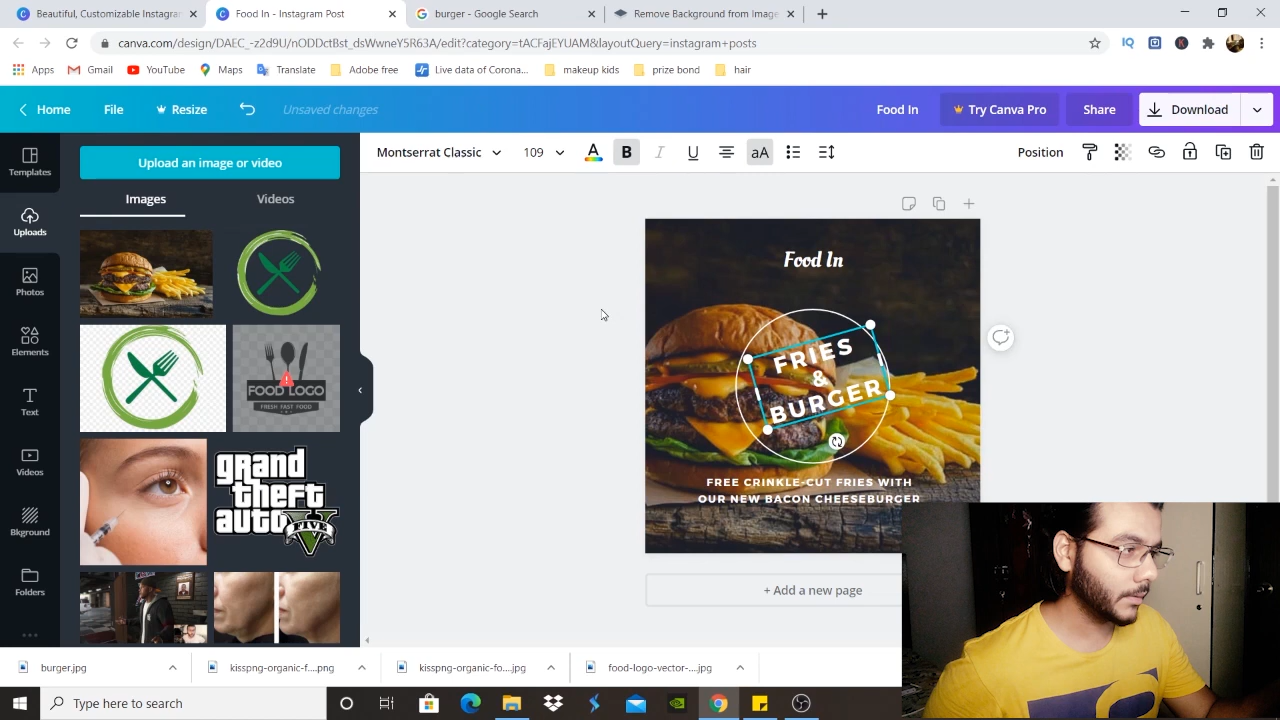 Beautiful, Customizable Instagram
Food In - Instagram Post
burger - Google Search
Remove Background from Image
canva.com/design/DAEC_-z2d9U/nODDctBst_dsWwneY5R63A/edit?category=tACFajEYUAM&layoutQuery=instagram+posts
Apps
Gmail
YouTube
Maps
Translate
Adobe free
Live data of Corona...
makeup kids
prize bond
hair
Home
File
Resize
Unsaved changes
Food In
Try Canva Pro
Share
Download
Templates
Uploads
Photos
Elements
Text
Videos
Bkground
Folders
Upload an image or video
Images
Videos
FOOD LOGO
FRESH FAST FOOD
grand
theft
auto
FIVE
Montserrat Classic
109
A
B
I
U
aA
Position
Food In
FRIES
&
BURGER
FREE CRINKLE-CUT FRIES WITH
OUR NEW BACON CHEESEBURGER
+ Add a new page
burger.jpg
kisspng-organic-f....png
kisspng-organic-fo....jpg
food-logo-vector-....jpg
Type here to search